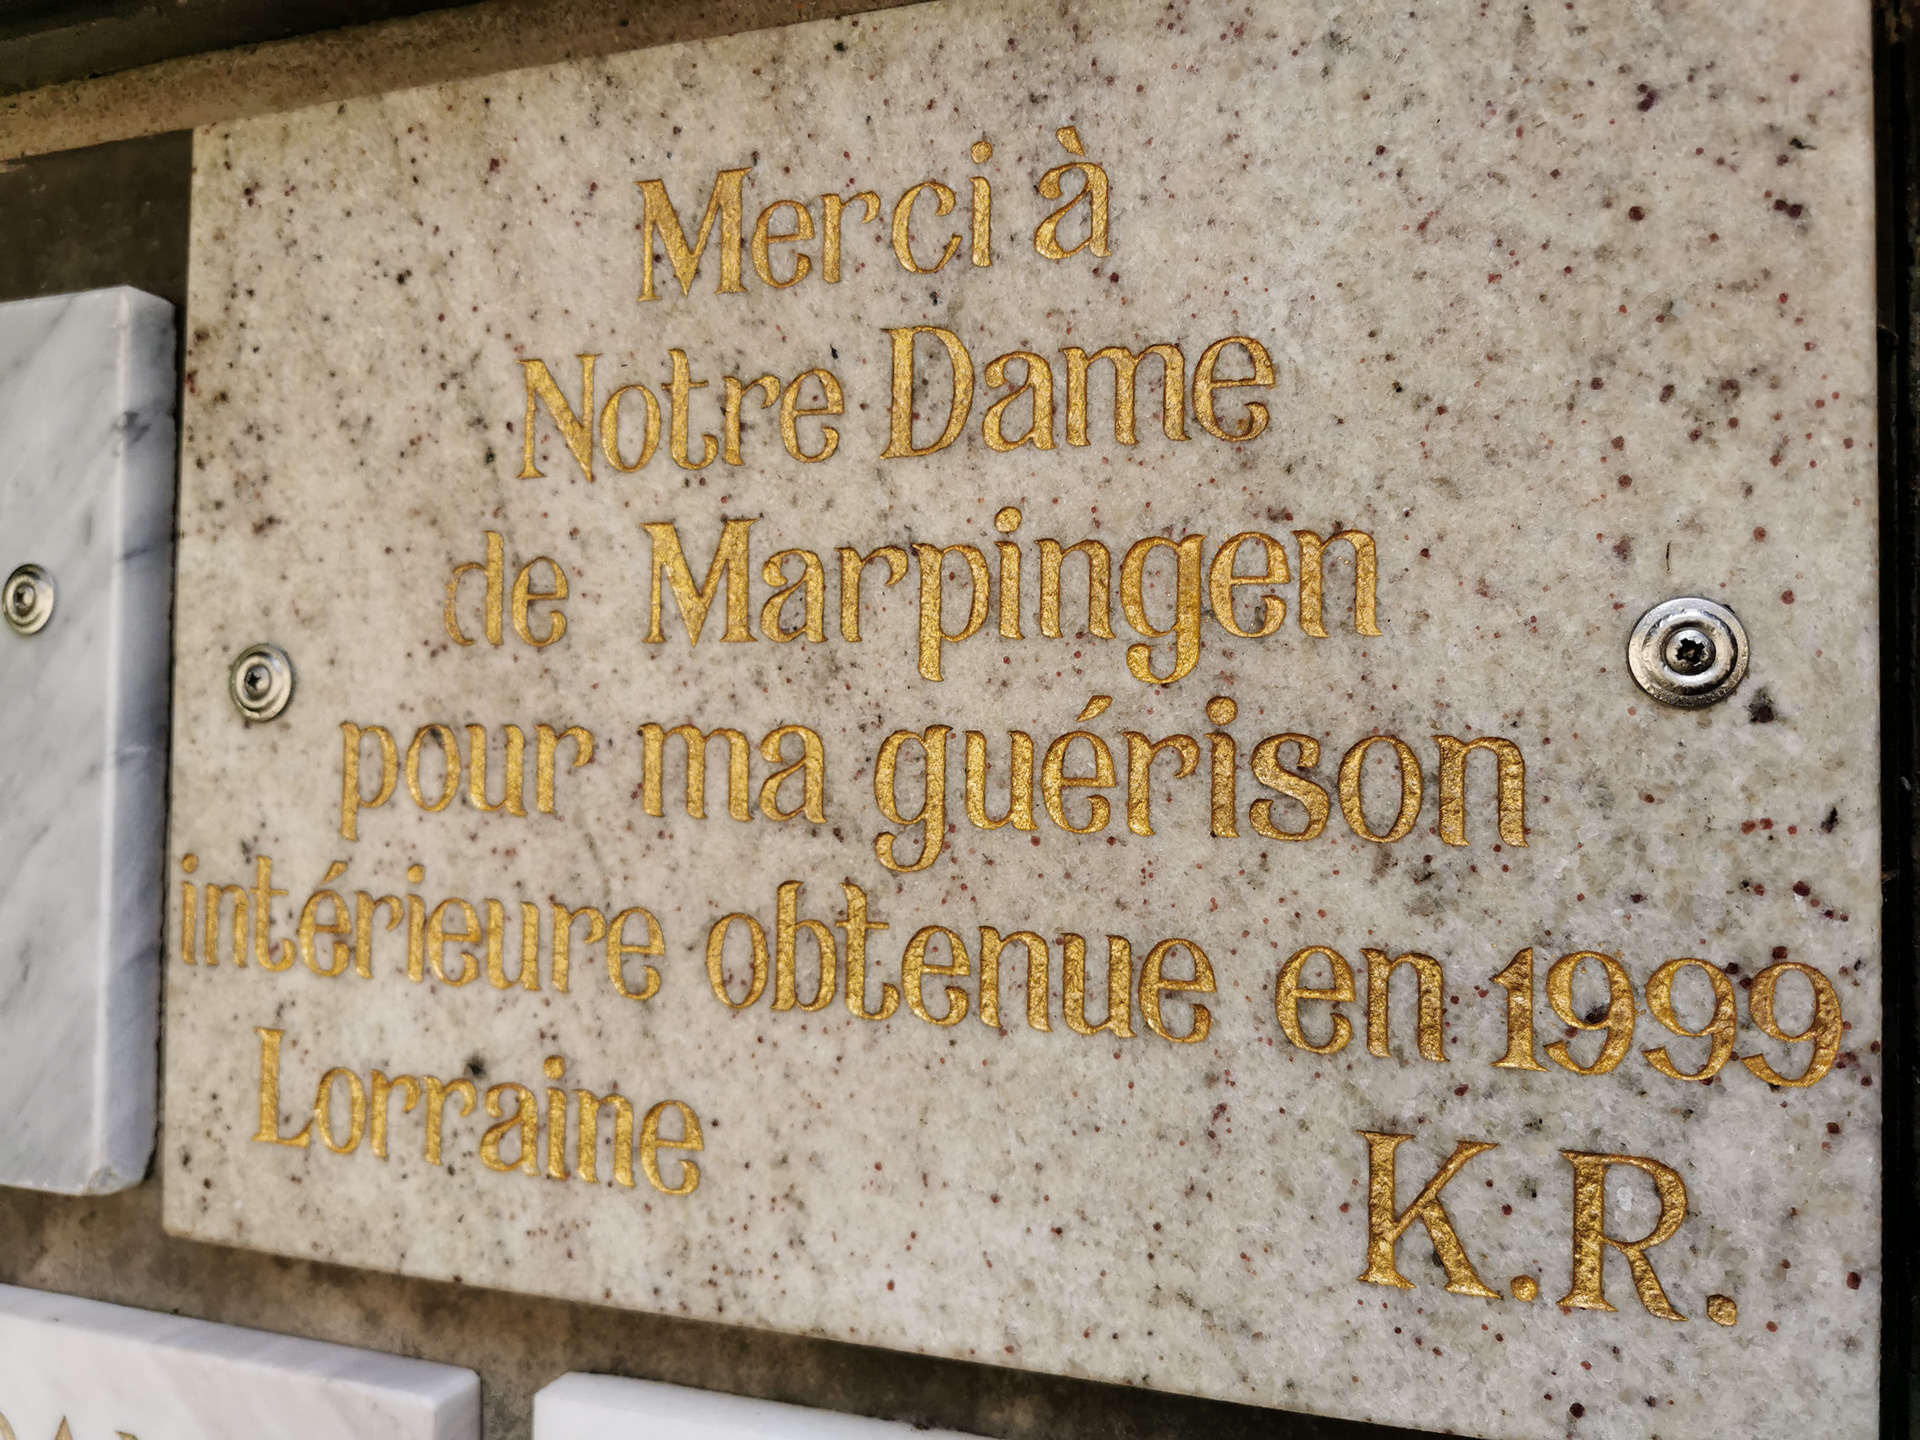 Merci à
Notre Dame
de Marpingen
pour ma guérison
intérieure obtenue en 1999
Lorraine
K.R.